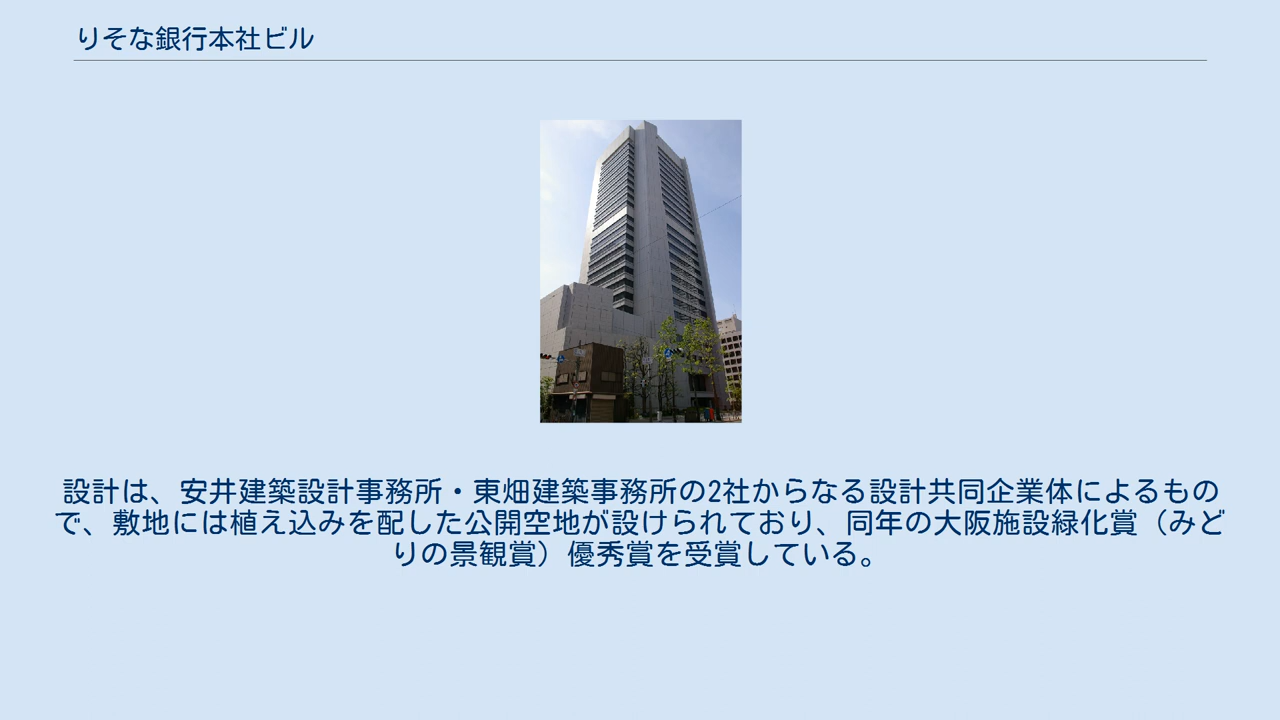 りそな銀行本社ビル
設計は、安井建築設計事務所・東畑建築事務所の2社からなる設計共同企業体によるもの
で、敷地には植え込みを配した公開空地が設けられており、同年の大阪施設緑化賞（みど
りの景観賞）優秀賞を受賞している。